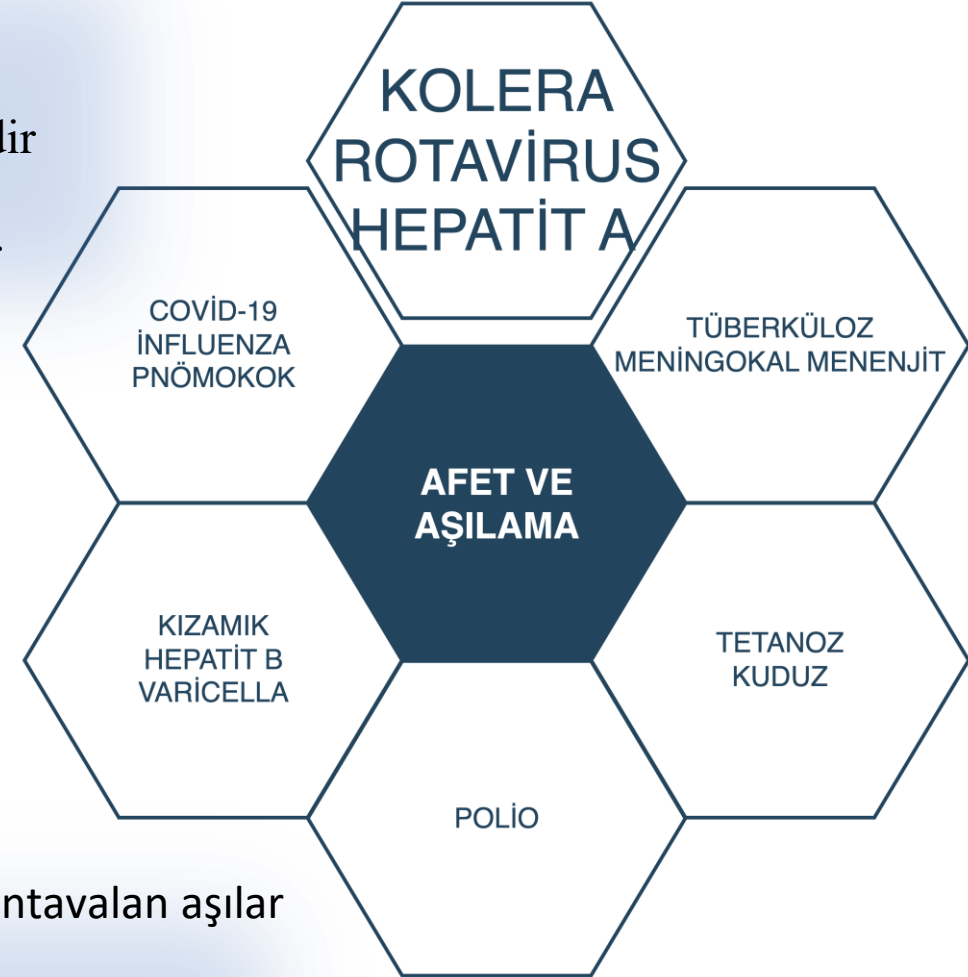 KOLERA
ROTAVİRUS
HEPATİT A
COVİD-19
İNFLUENZA
PNÖMOKOK
TÜBERKÜLOZ
MENİNGOKAL MENENJİT
AFET VE
AŞILAMA
KIZAMIK
HEPATİT B
VARİCELLA
TETANOZ
KUDUZ
POLİO
aşılar